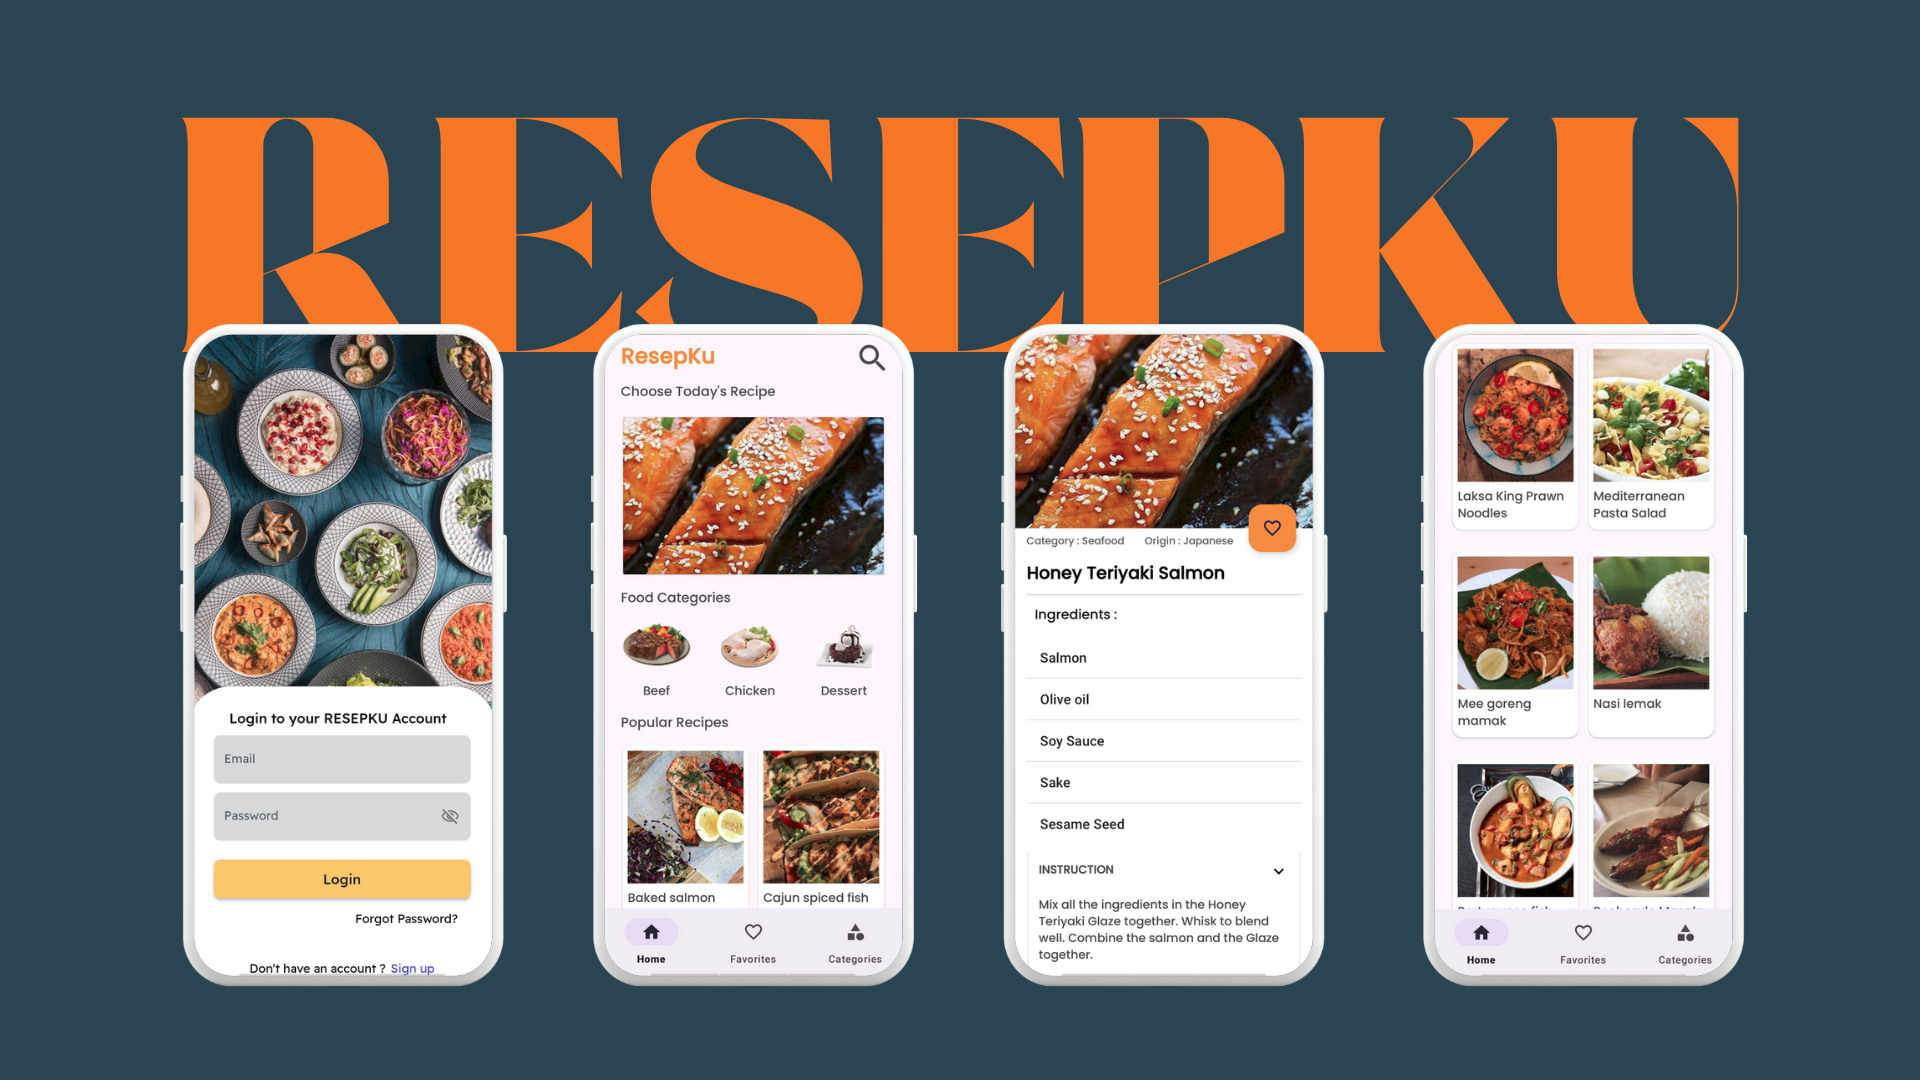 RESEPKU
Login to your RESEPKU Account
Email
Password
Login
Forgot Password?
Don't have an account ? Sign up
ResepKu
Choose Today's Recipe
Food Categories
Beef
Chicken
Dessert
Popular Recipes
Baked salmon
Cajun spiced fish
Home
Favorites
Categories
Category : Seafood
Origin : Japanese
Honey Teriyaki Salmon
Ingredients :
Salmon
Olive oil
Soy Sauce
Sake
Sesame Seed
INSTRUCTION
Mix all the ingredients in the Honey
Teriyaki Glaze together. Whisk to blend
well. Combine the salmon and the Glaze
together.
Laksa King Prawn
Noodles
Mediterranean
Pasta Salad
Mee goreng
mamak
Nasi lemak
Home
Favorites
Categories